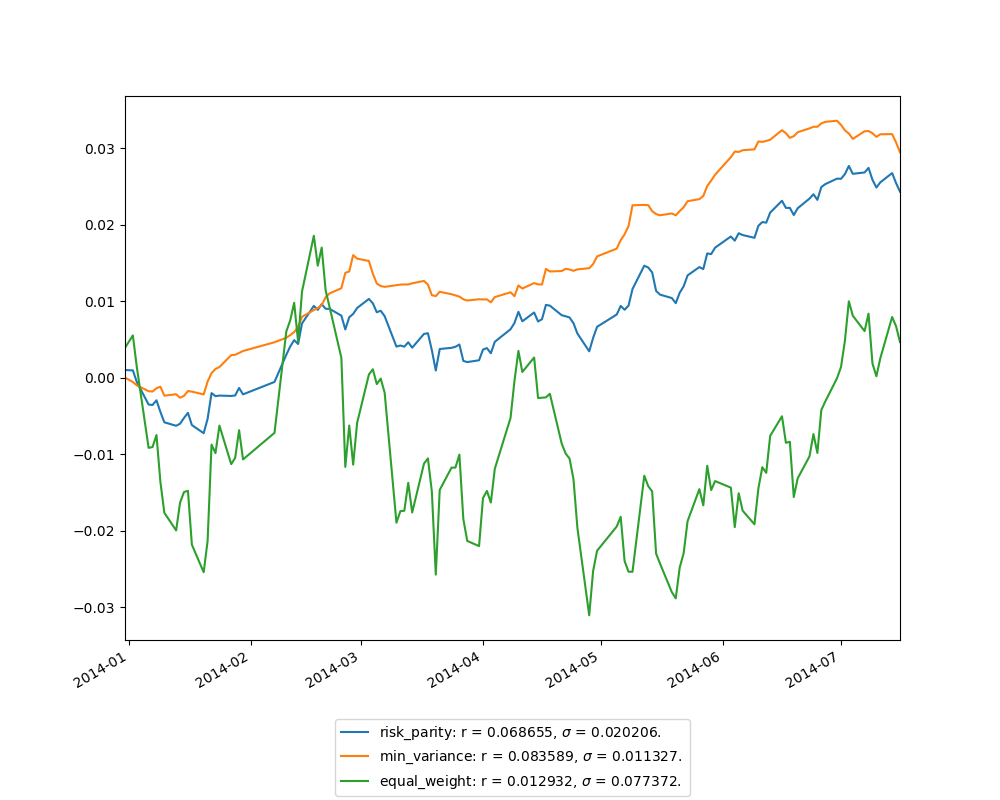 0.03
0.02
0.01
0.00
−0.01
−0.02
−0.03
2014-01 2014-02 2014-03 2014-04 2014-05 2014-06 2014-07
risk_parity: r = 0.068655, σ = 0.020206.
min_variance: r = 0.083589, σ = 0.011327.
equal_weight: r = 0.012932, σ = 0.077372.